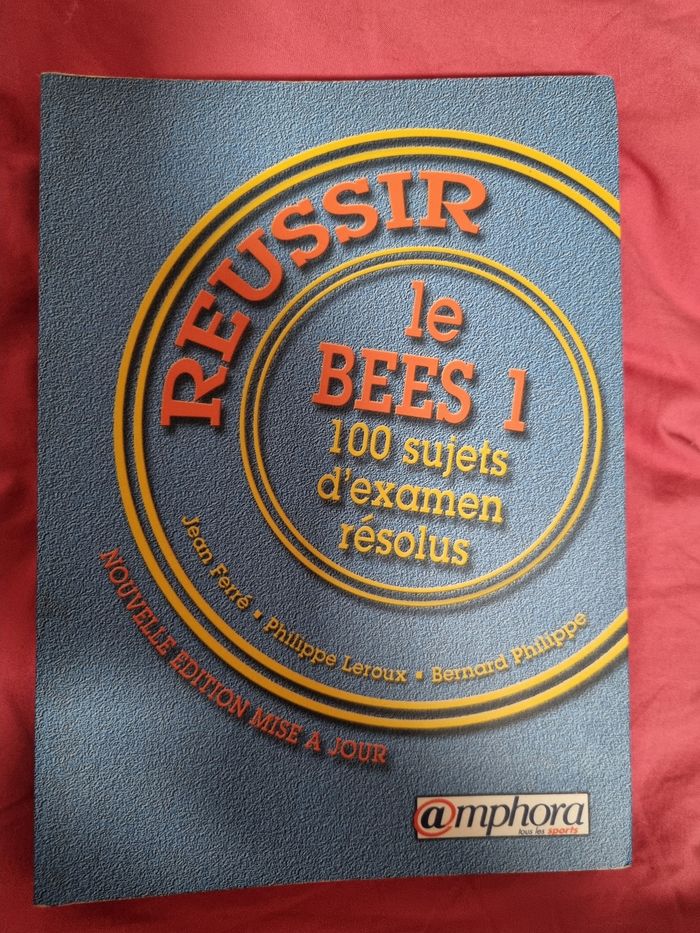 REUSSIR
le
BEES 1
100 sujets
d'examen
résolus
Jean Ferré ▪ Philippe Leroux ▪ Bernard Philippe
NOUVELLE EDITION MISE A JOUR
@mphora
tous les sports